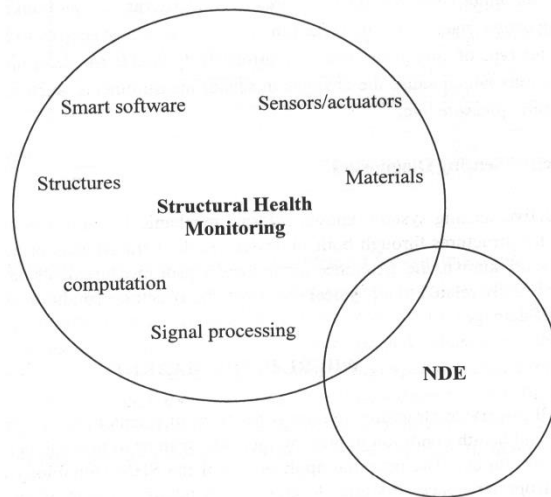 Smart software
Sensors/actuators
Structures
Materials
Structural Health
Monitoring
computation
Signal processing
NDE